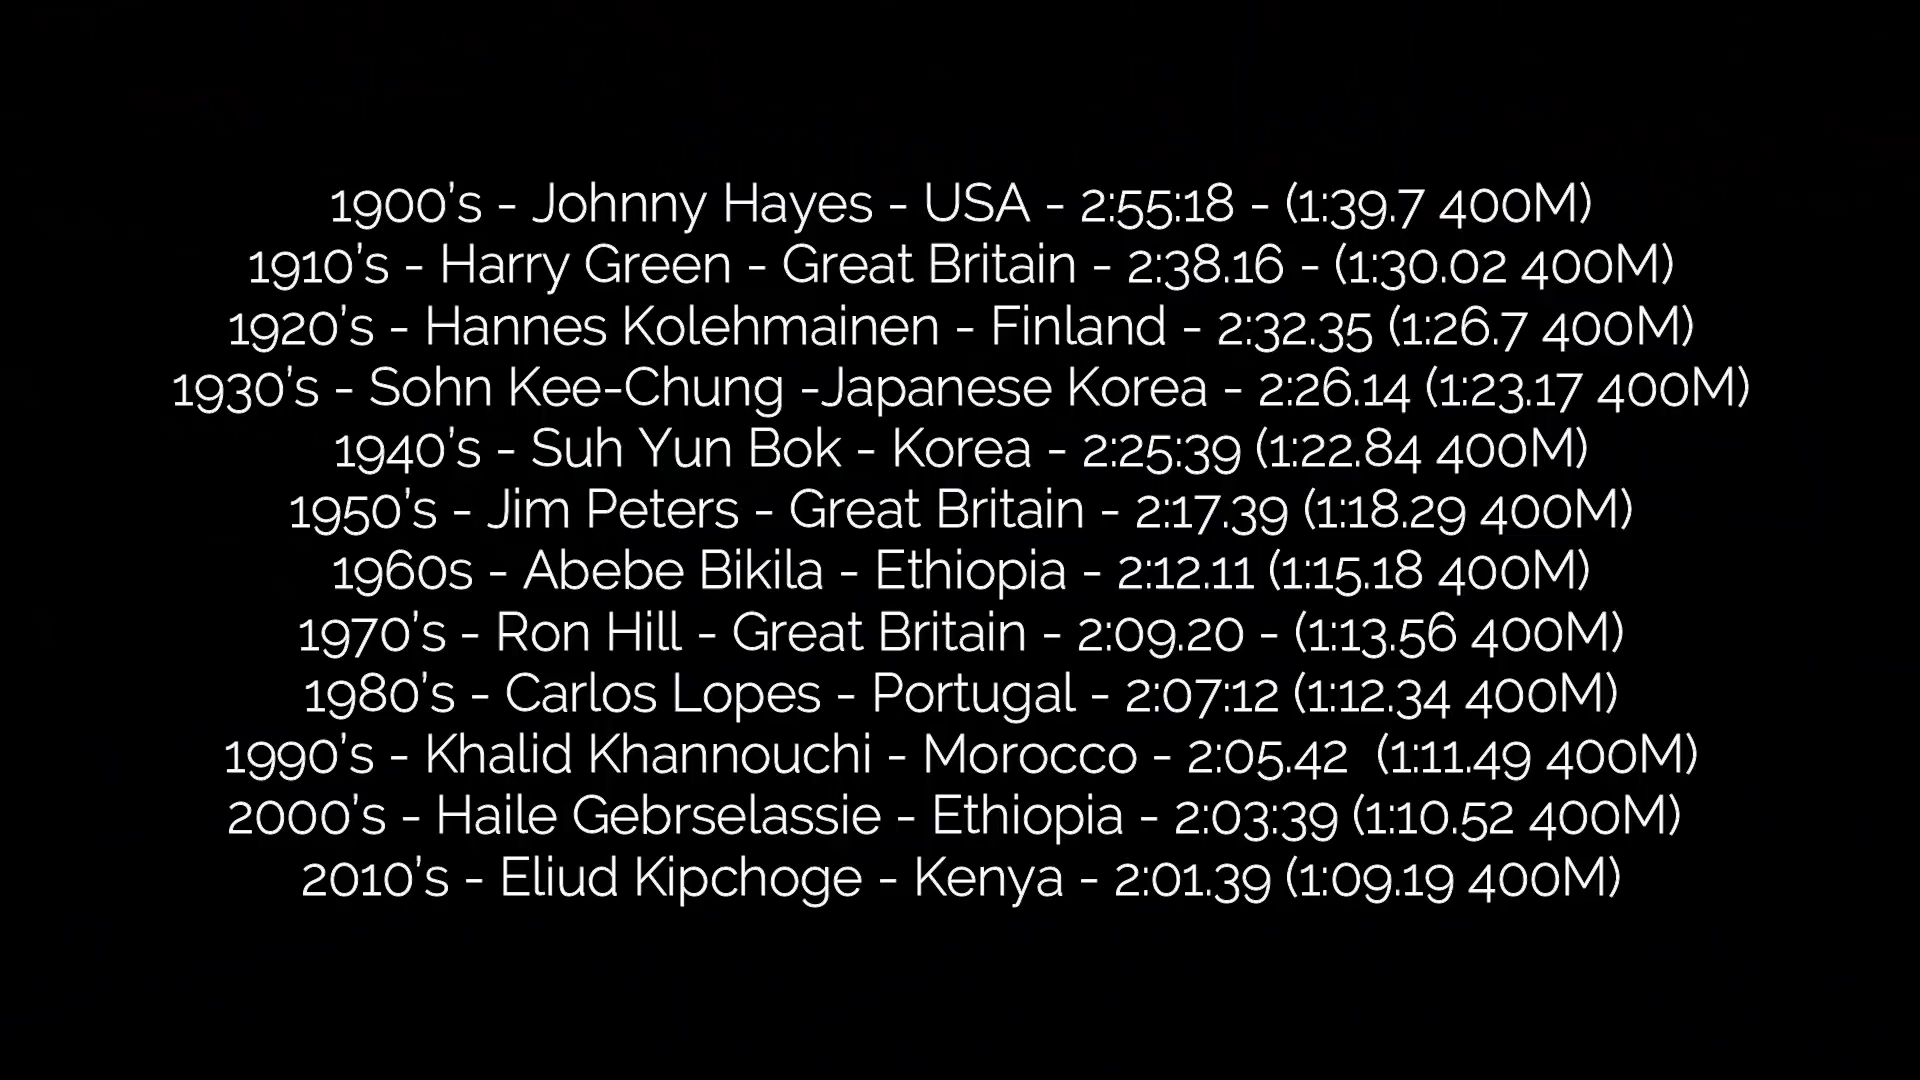 1900's - Johnny Hayes - USA - 2:55:18 - (1:39.7 400M)
1910's - Harry Green - Great Britain - 2:38.16 - (1:30.02 400M)
1920's - Hannes Kolehmainen - Finland - 2:32.35 (1:26.7 400M)
1930's - Sohn Kee-Chung -Japanese Korea - 2:26.14 (1:23.17 400M)
1940's - Suh Yun Bok - Korea - 2:25:39 (1:22.84 400M)
1950's - Jim Peters - Great Britain - 2:17.39 (1:18.29 400M)
1960s - Abebe Bikila - Ethiopia - 2:12.11 (1:15.18 400M)
1970's - Ron Hill - Great Britain - 2:09.20 - (1:13.56 400M)
1980's - Carlos Lopes - Portugal - 2:07:12 (1:12.34 400M)
1990's - Khalid Khannouchi - Morocco - 2:05.42  (1:11.49 400M)
2000's - Haile Gebrselassie - Ethiopia - 2:03:39 (1:10.52 400M)
2010's - Eliud Kipchoge - Kenya - 2:01.39 (1:09.19 400M)